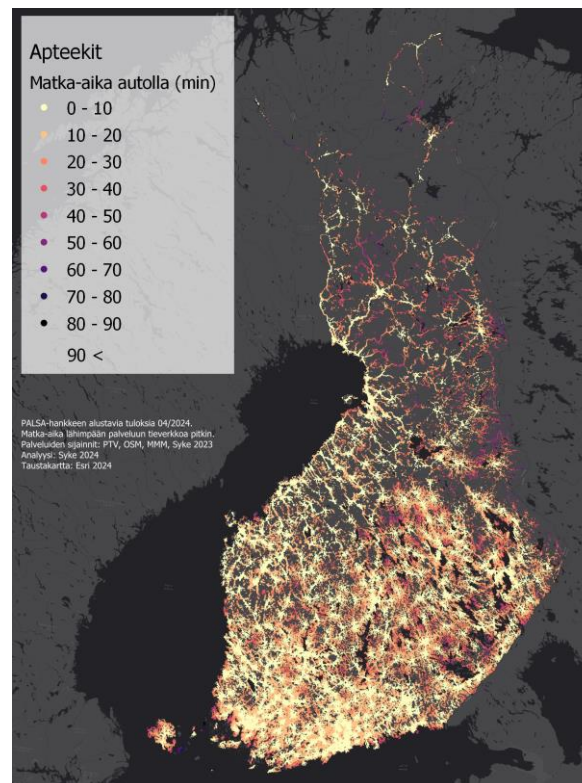 Apteekit
Matka-aika autolla (min)
0 - 10
10 - 20
20 - 30
30 - 40
40 - 50
50 - 60
60 - 70
70 - 80
80 - 90
90 <
PALSA-hankkeen alustavia tuloksia 04/2024.
Matka-aika lähimpään palveluun tieverkkoa pitkin.
Palveluiden sijainnit: PTV, OSM, MMM, Syke 2023
Analyysi: Syke 2024
Taustakartta: Esri 2024